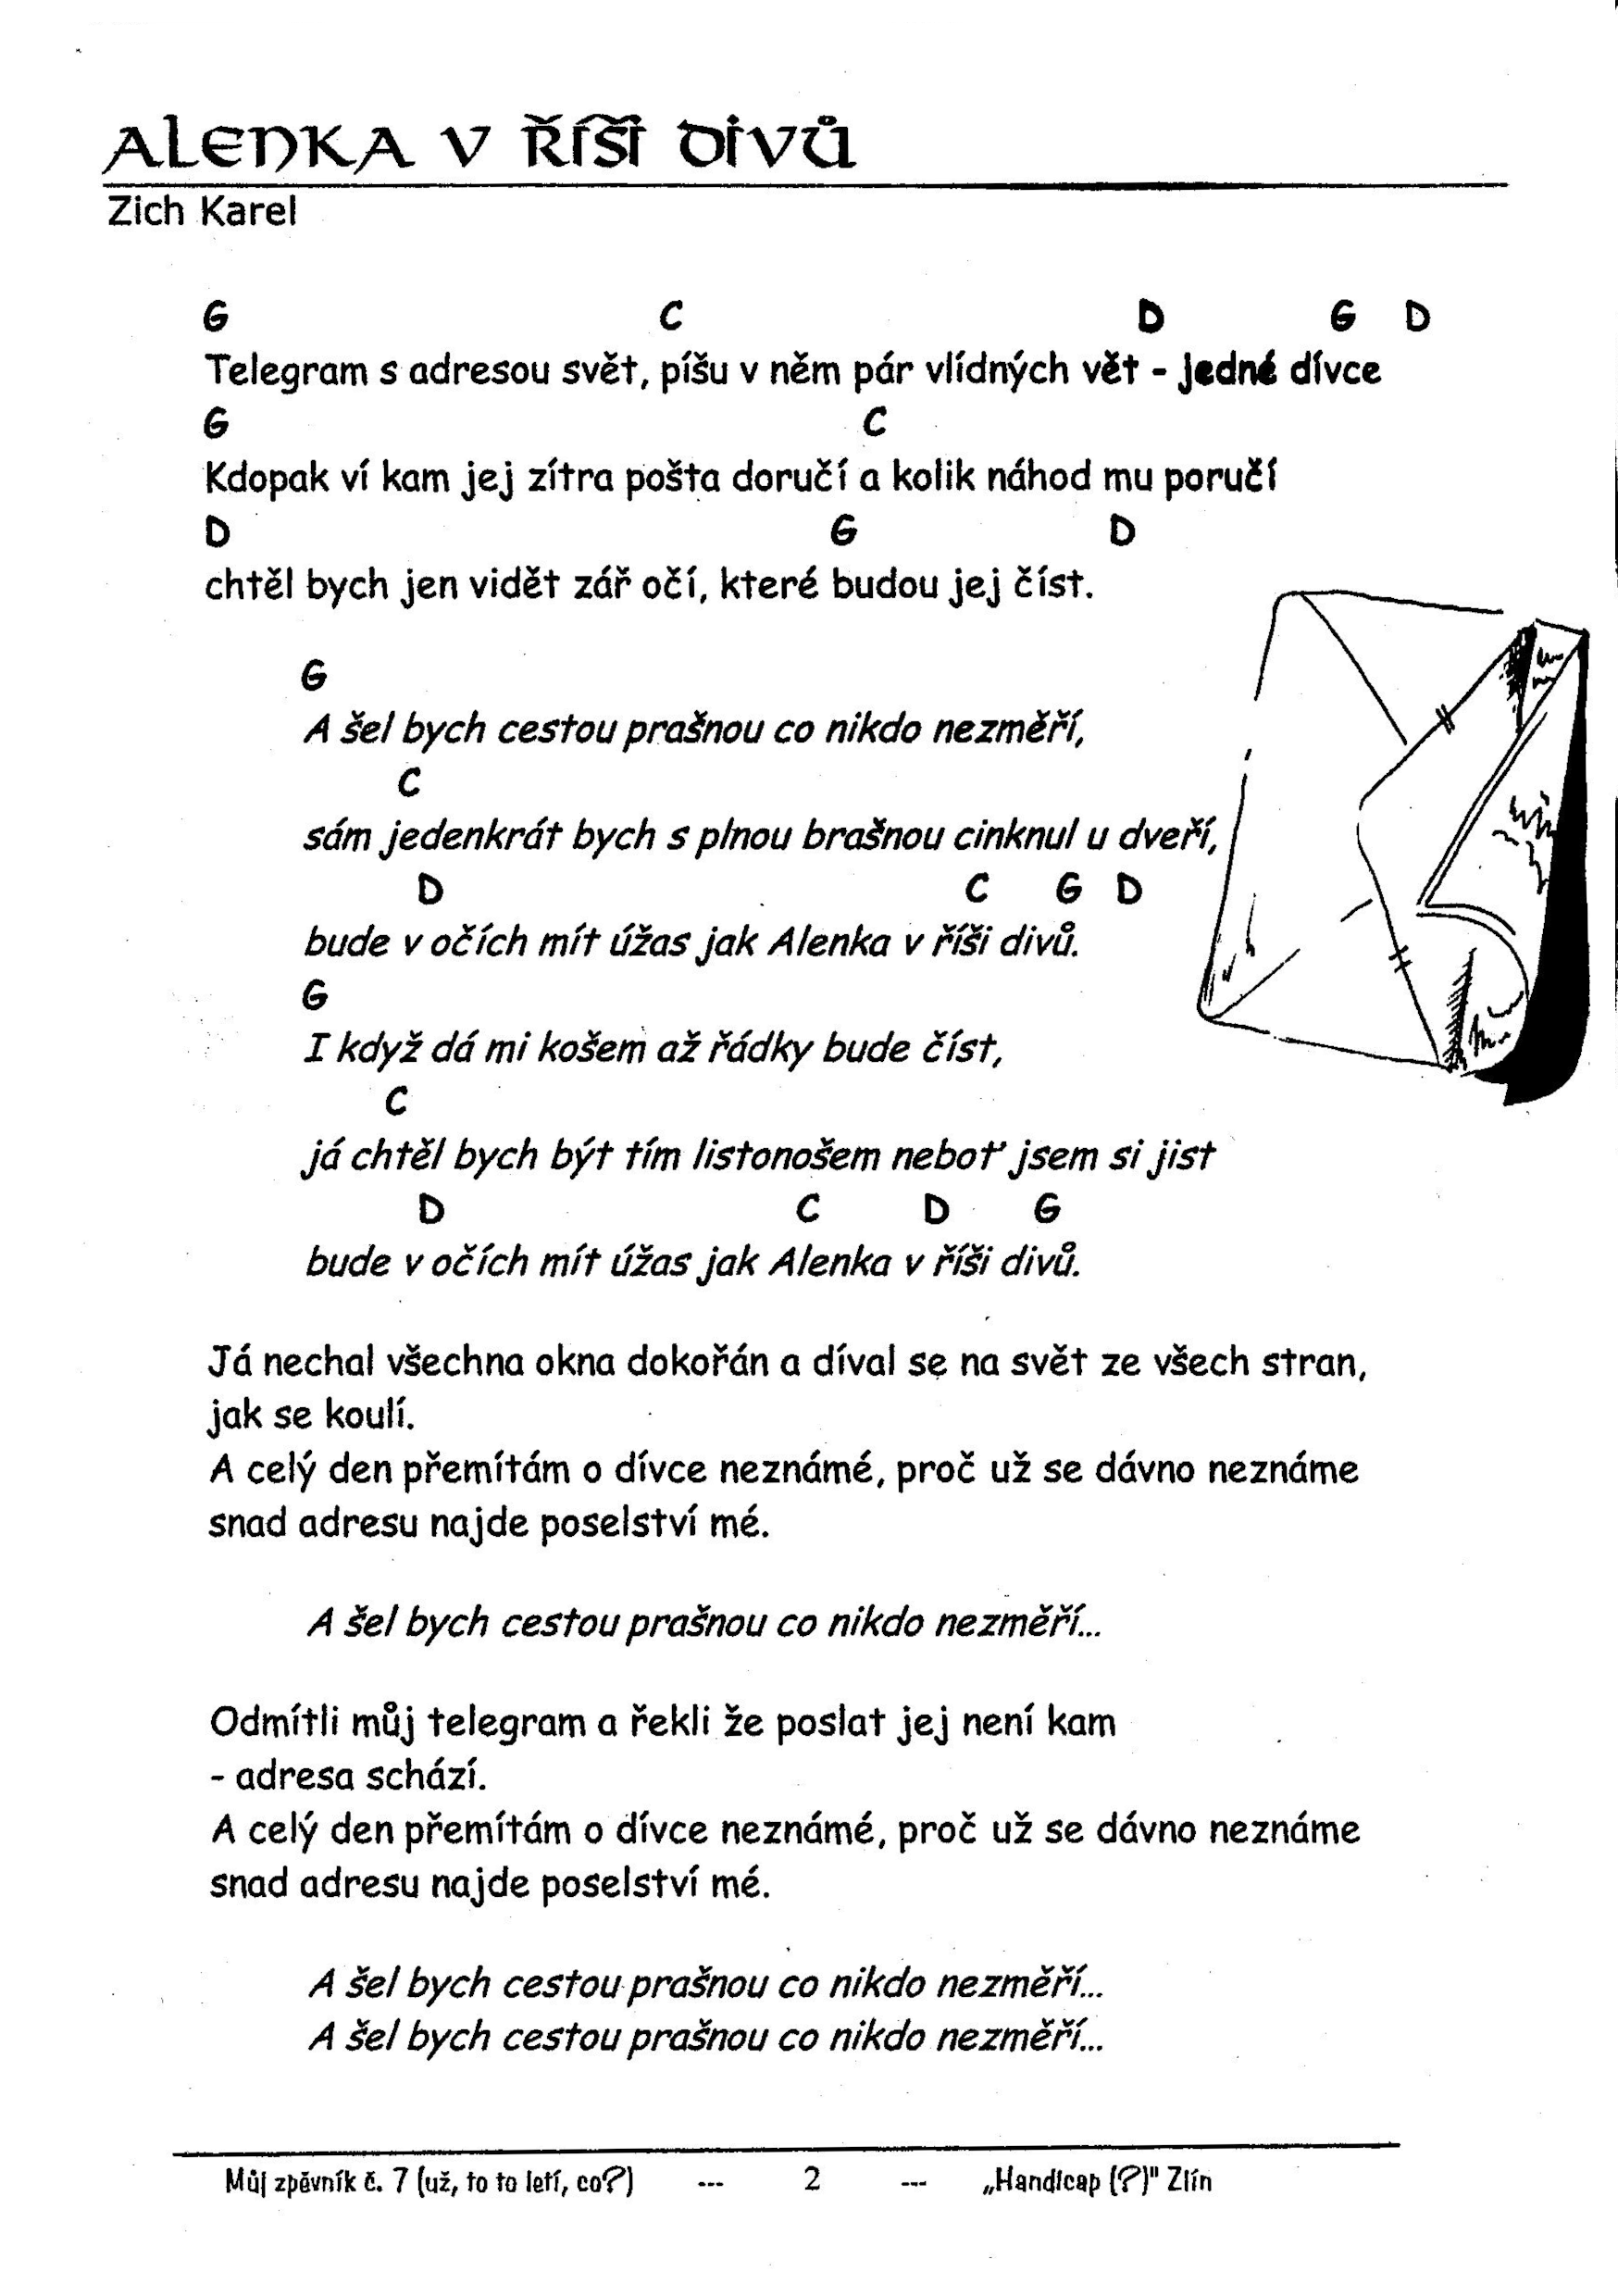 ALENKA V ŘÍŠI DIVŮ
Zich Karel
G C D G D
Telegram s adresou svět, píšu v něm pár vlídných vět - jedné dívce
G C
Kdopak ví kam jej zítra pošta doručí a kolik náhod mu poručí
D G D
chtěl bych jen vidět zář očí, které budou jej číst.
G
A šel bych cestou prašnou co nikdo nezměří,
C
sám jedenkrát bych s plnou brašnou cinknul u dveří,
D C G D
bude v očích mít úžas jak Alenka v říši divů.
G
I když dá mi košem až řádky bude číst,
C
já chtěl bych být tím listonošem neboť jsem si jist
D C D G
bude v očích mít úžas jak Alenka v říši divů.
Já nechal všechna okna dokořán a díval se na svět ze všech stran,
jak se koulí.
A celý den přemítám o dívce neznámé, proč už se dávno neznáme
snad adresu najde poselství mé.
A šel bych cestou prašnou co nikdo nezměří...
Odmítli můj telegram a řekli že poslat jej není kam
- adresa schází.
A celý den přemítám o dívce neznámé, proč už se dávno neznáme
snad adresu najde poselství mé.
A šel bych cestou prašnou co nikdo nezměří...
A šel bych cestou prašnou co nikdo nezměří...
Můj zpěvník č. 7 (už, to to letí, co?) --- 2 --- „Handicap (?)" Zlín